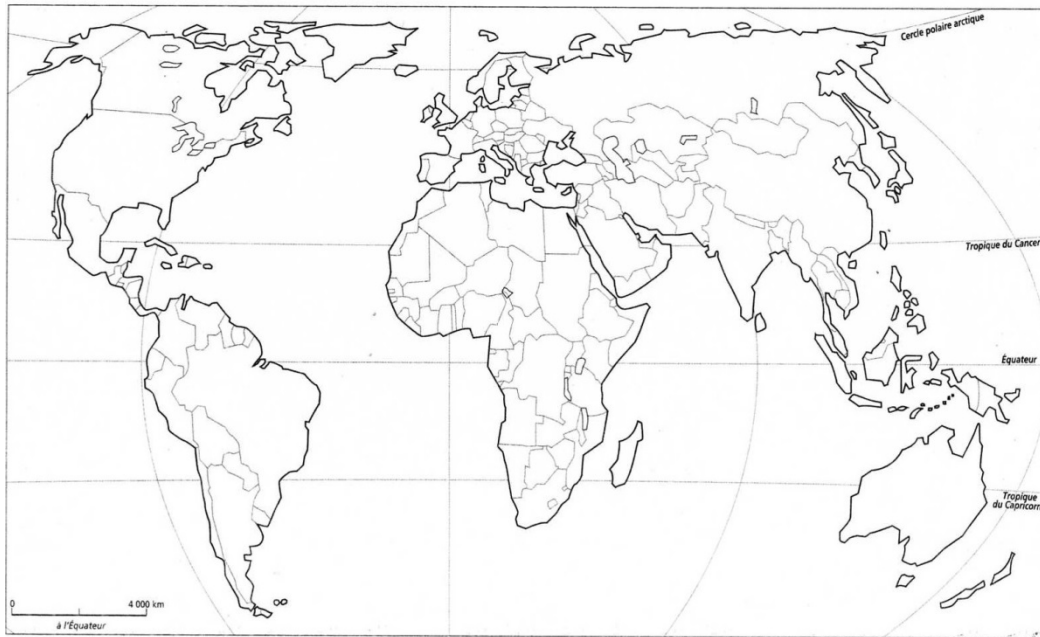 Cercle polaire arctique
Tropique du Cancer
Équateur
Tropique
du Capricorne
0 4 000 km
à l'Équateur